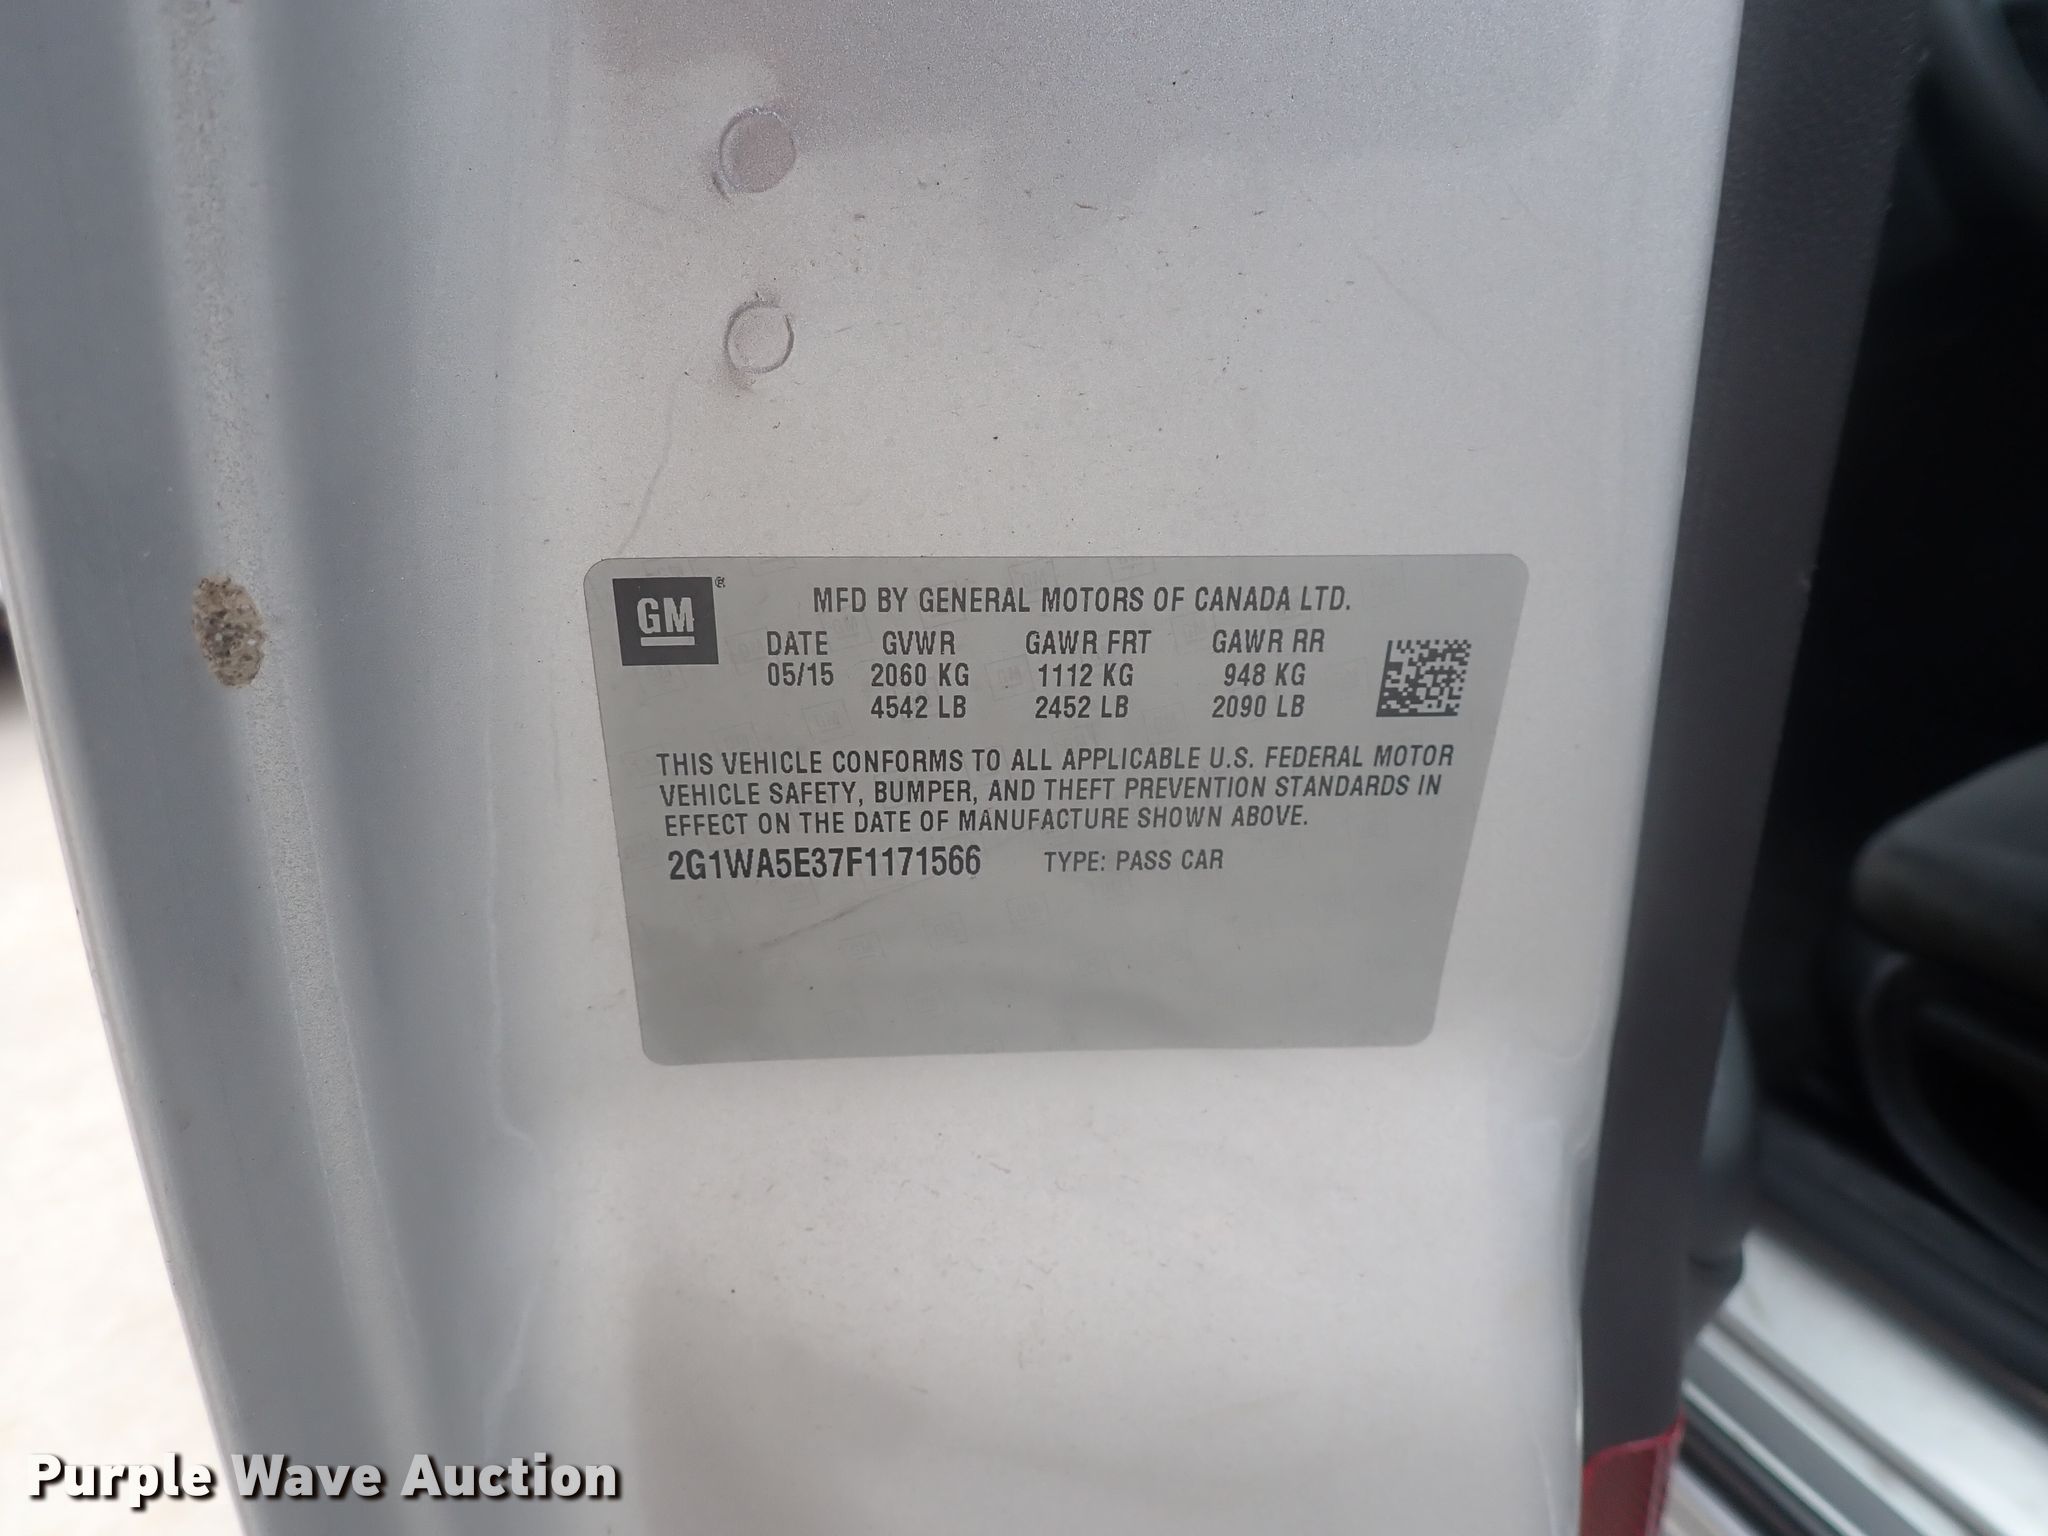 GM ®
MFD BY GENERAL MOTORS OF CANADA LTD.
DATE GVWR GAWR FRT GAWR RR
05/15 2060 KG 1112 KG 948 KG
4542 LB 2452 LB 2090 LB
THIS VEHICLE CONFORMS TO ALL APPLICABLE U.S. FEDERAL MOTOR
VEHICLE SAFETY, BUMPER, AND THEFT PREVENTION STANDARDS IN
EFFECT ON THE DATE OF MANUFACTURE SHOWN ABOVE.
2G1WA5E37F1171566 TYPE: PASS CAR
Purple Wave Auction